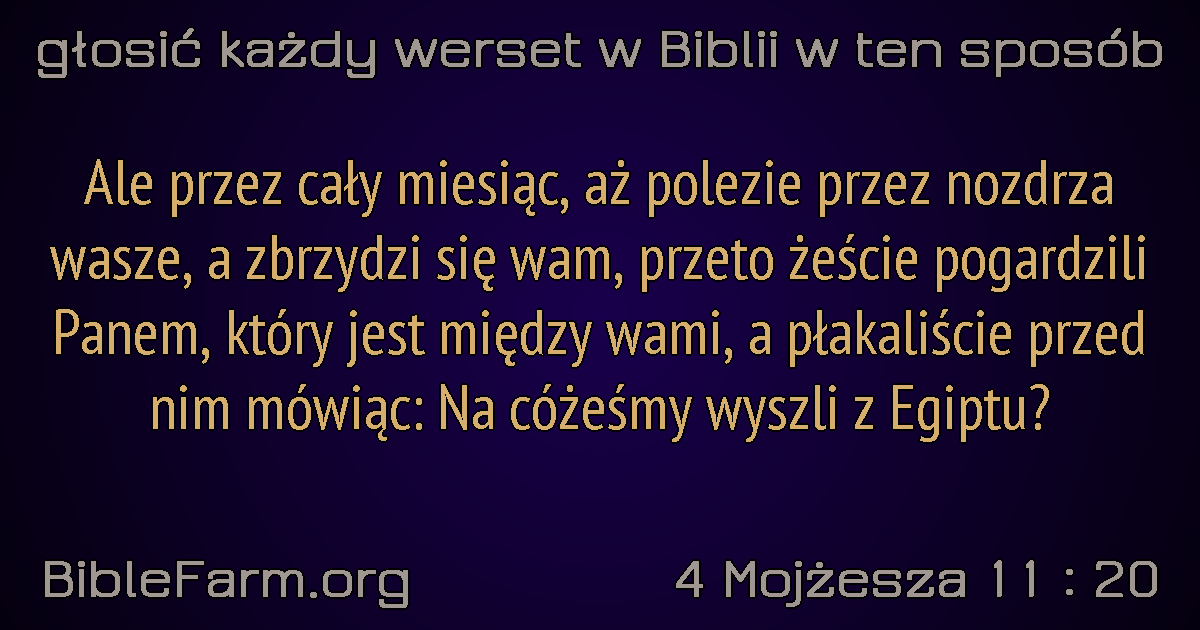 głosić każdy werset w Biblii w ten sposób
Ale przez cały miesiąc, aż polezie przez nozdrza
wasze, a zbrzydzi się wam, przeto żeście pogardzili
Panem, który jest między wami, a płakaliście przed
nim mówiąc: Na cóżeśmy wyszli z Egiptu?
BibleFarm.org
4 Mojżesza 11 : 20